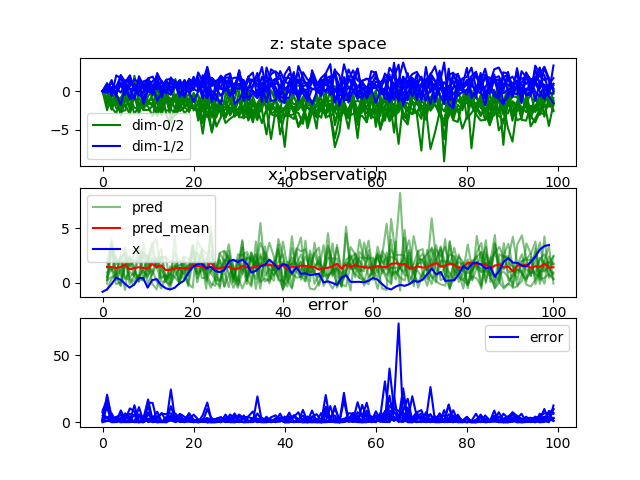 z: state space
0
−5
dim-0/2
dim-1/2
0 20 40 60 80 100
x: observation
5
0
pred
pred_mean
x
0 20 40 60 80 100
error
50
0
error
0 20 40 60 80 100